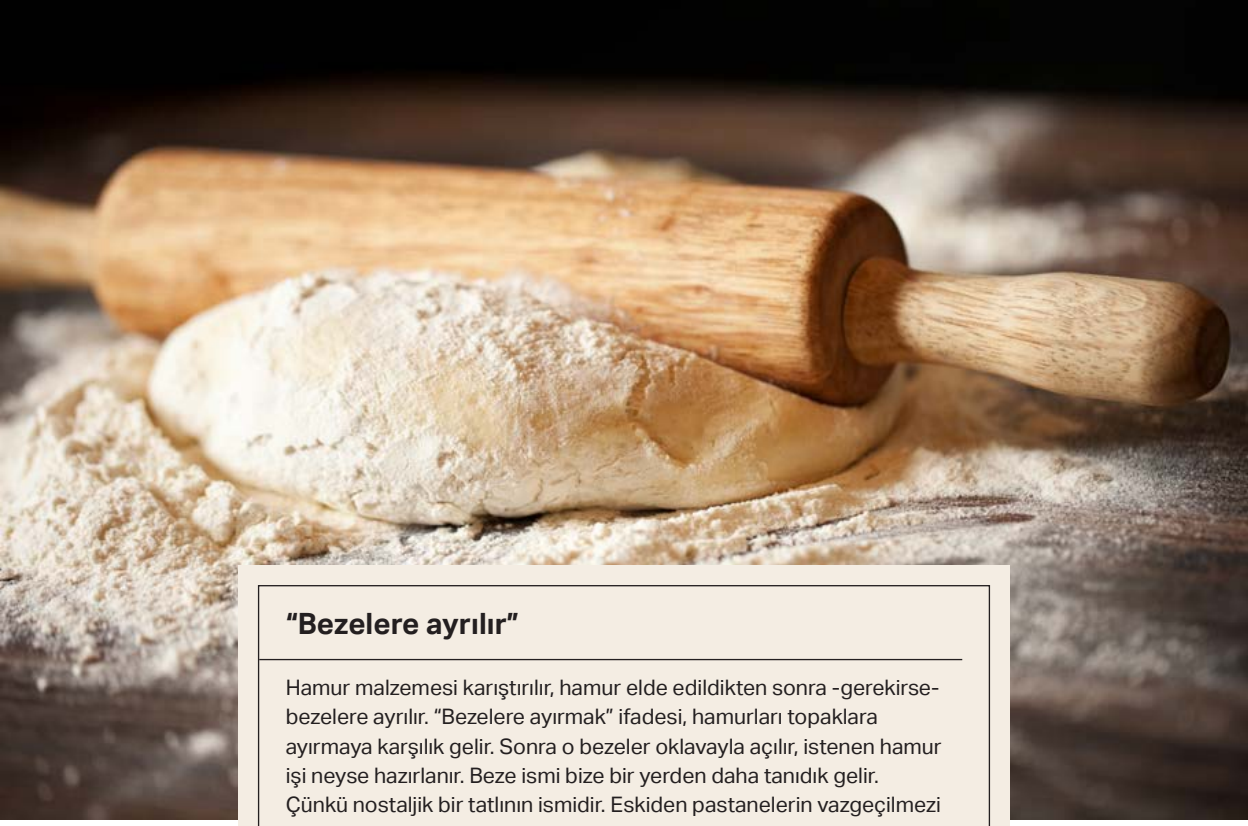 “Bezelere ayrılır”
Hamur malzemesi karıştırılır, hamur elde edildikten sonra -gerekirse-
bezelere ayrılır. “Bezelere ayırmak” ifadesi, hamurları topaklara
ayırmaya karşılık gelir. Sonra o bezeler oklavayla açılır, istenen hamur
işi neyse hazırlanır. Beze ismi bize bir yerden daha tanıdık gelir.
Çünkü nostaljik bir tatlının ismidir. Eskiden pastanelerin vazgeçilmezi